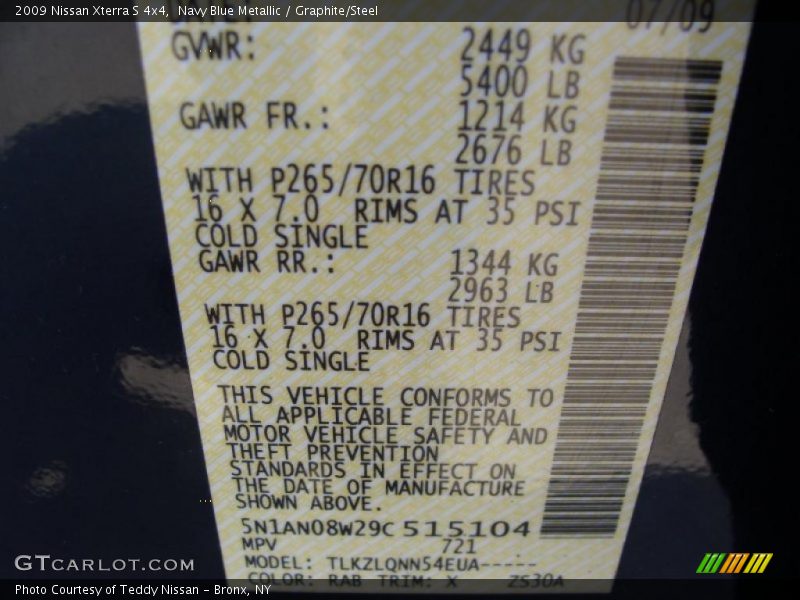 2009 Nissan Xterra S 4x4, Navy Blue Metallic / Graphite/Steel
07/09
GVWR: 2449 KG
5400 LB
GAWR FR.: 1214 KG
2676 LB
WITH P265/70R16 TIRES
16 X 7.0 RIMS AT 35 PSI
COLD SINGLE
GAWR RR.: 1344 KG
2963 LB
WITH P265/70R16 TIRES
16 X 7.0 RIMS AT 35 PSI
COLD SINGLE
THIS VEHICLE CONFORMS TO
ALL APPLICABLE FEDERAL
MOTOR VEHICLE SAFETY AND
THEFT PREVENTION
STANDARDS IN EFFECT ON
THE DATE OF MANUFACTURE
SHOWN ABOVE.
5N1AN08W29C515104
MPV 721
MODEL: TLKZLQNN54EUA-----
COLOR: RAB TRIM: X ZS30A
GTCARLOT.COM
Photo Courtesy of Teddy Nissan - Bronx, NY